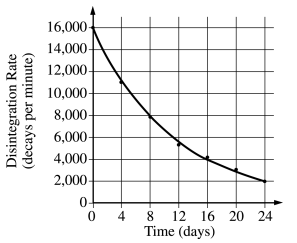 16,000
14,000
12,000
10,000
8,000
6,000
4,000
2,000
0
Disintegration Rate
(decays per minute)
0 4 8 12 16 20 24
Time (days)